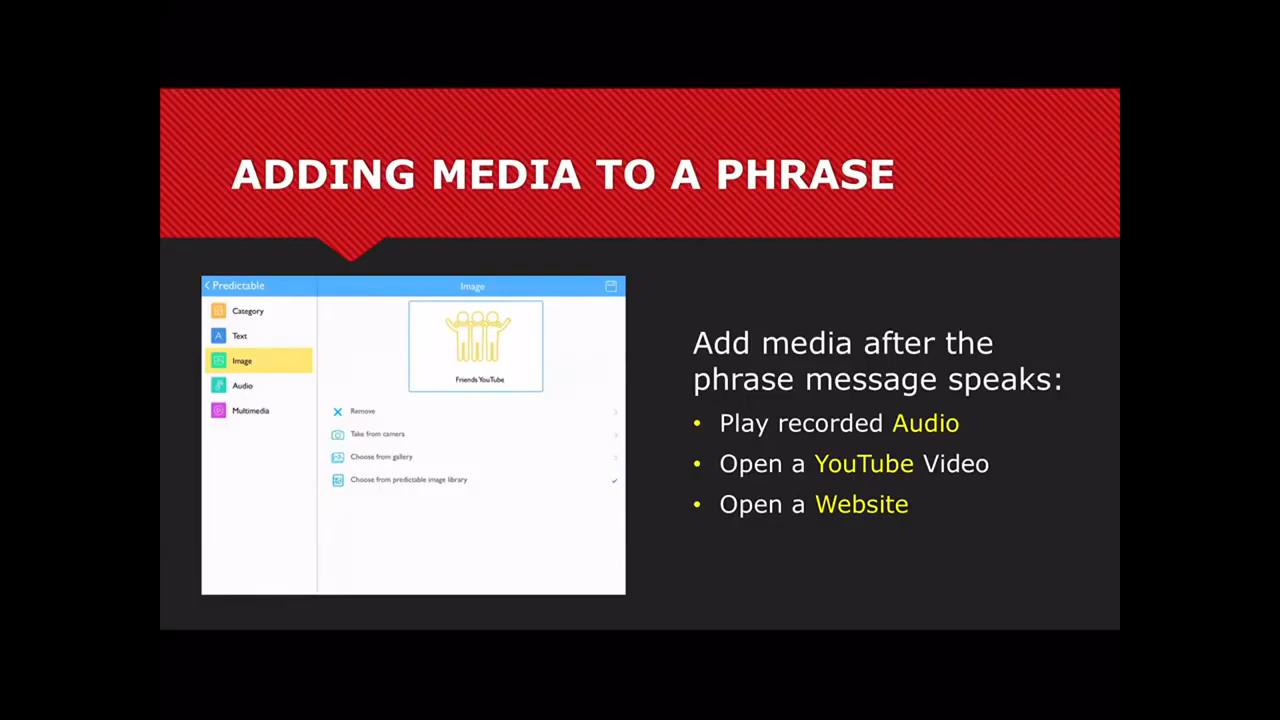 ADDING MEDIA TO A PHRASE
Predictable
Image
Category
Text
Image
Audio
Multimedia
Friends YouTube
Remove
Take from camera
Choose from gallery
Choose from predictable image library
Add media after the
phrase message speaks:
• Play recorded Audio
• Open a YouTube Video
• Open a Website